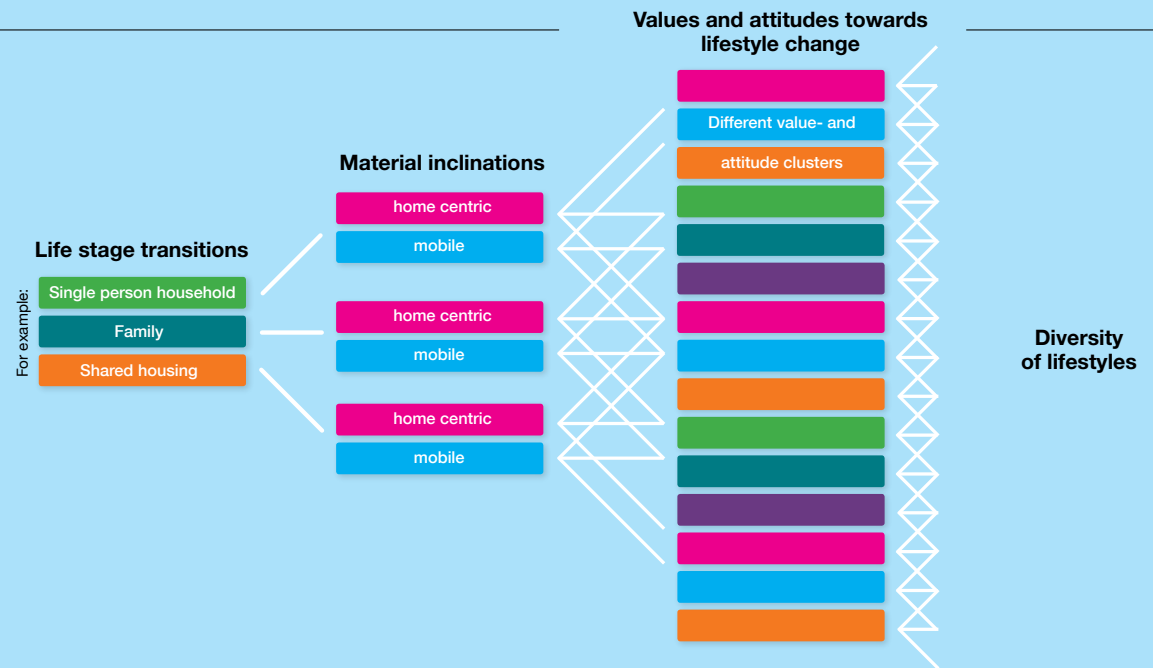 Life stage transitions
For example:
Single person household
Family
Shared housing
Material inclinations
home centric
mobile
home centric
mobile
home centric
mobile
Values and attitudes towards
lifestyle change
Different value- and
attitude clusters
Diversity
of lifestyles